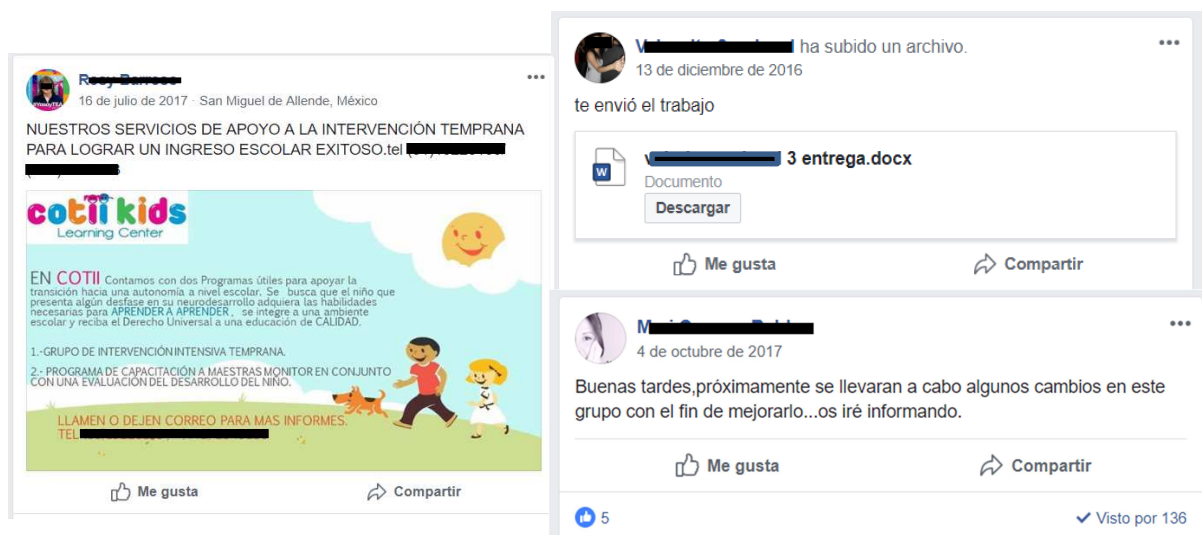 16 de julio de 2017 · San Miguel de Allende, México
NUESTROS SERVICIOS DE APOYO A LA INTERVENCIÓN TEMPRANA
PARA LOGRAR UN INGRESO ESCOLAR EXITOSO.tel
cotii kids
Learning Center
EN COTII Contamos con dos Programas útiles para apoyar la
transición hacia una autonomía a nivel escolar. Se busca que el niño que
presenta algún desfase en su neurodesarrollo adquiera las habilidades
necesarias para APRENDER A APRENDER, se integre a una ambiente
escolar y reciba el Derecho Universal a una educación de CALIDAD.
1.-GRUPO DE INTERVENCIÓN INTENSIVA TEMPRANA.
2.- PROGRAMA DE CAPACITACIÓN A MAESTRAS MONITOR EN CONJUNTO
CON UNA EVALUACIÓN DEL DESARROLLO DEL NIÑO.
LLAMEN O DEJEN CORREO PARA MAS INFORMES.
TEL
Me gusta
Compartir
ha subido un archivo.
13 de diciembre de 2016
te envió el trabajo
W
3 entrega.docx
Documento
Descargar
Me gusta
Compartir
4 de octubre de 2017
Buenas tardes,próximamente se llevaran a cabo algunos cambios en este
grupo con el fin de mejorarlo...os iré informando.
Me gusta
Compartir
5
Visto por 136